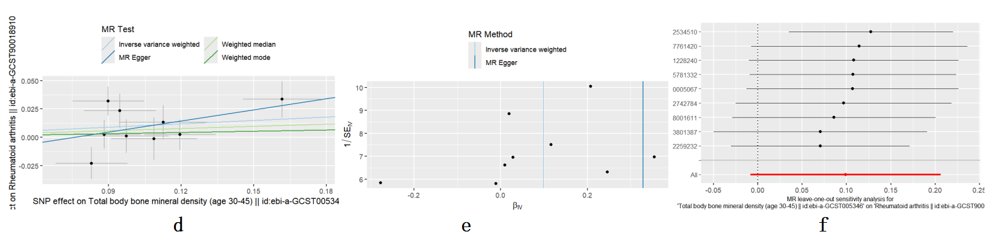 MR Test
Inverse variance weighted
Weighted median
MR Egger
Weighted mode
ct on Rheumatoid arthritis || id:ebi-a-GCST90018910
0.050
0.025
0.000
-0.025
0.09
0.12
0.15
0.18
SNP effect on Total body bone mineral density (age 30-45) || id:ebi-a-GCST00534
d
MR Method
Inverse variance weighted
MR Egger
1/ SE_IV
10
9
8
7
6
-0.2
0.0
0.2
β_IV
e
2534510
7761420
1228240
5781332
0005067
2742784
8001611
3801387
2259232
All
-0.05
0.00
0.05
0.10
0.15
0.20
0.25
MR leave-one-out sensitivity analysis for
'Total body bone mineral density (age 30-45) || id:ebi-a-GCST005346' on 'Rheumatoid arthritis || id:ebi-a-GCST900
f